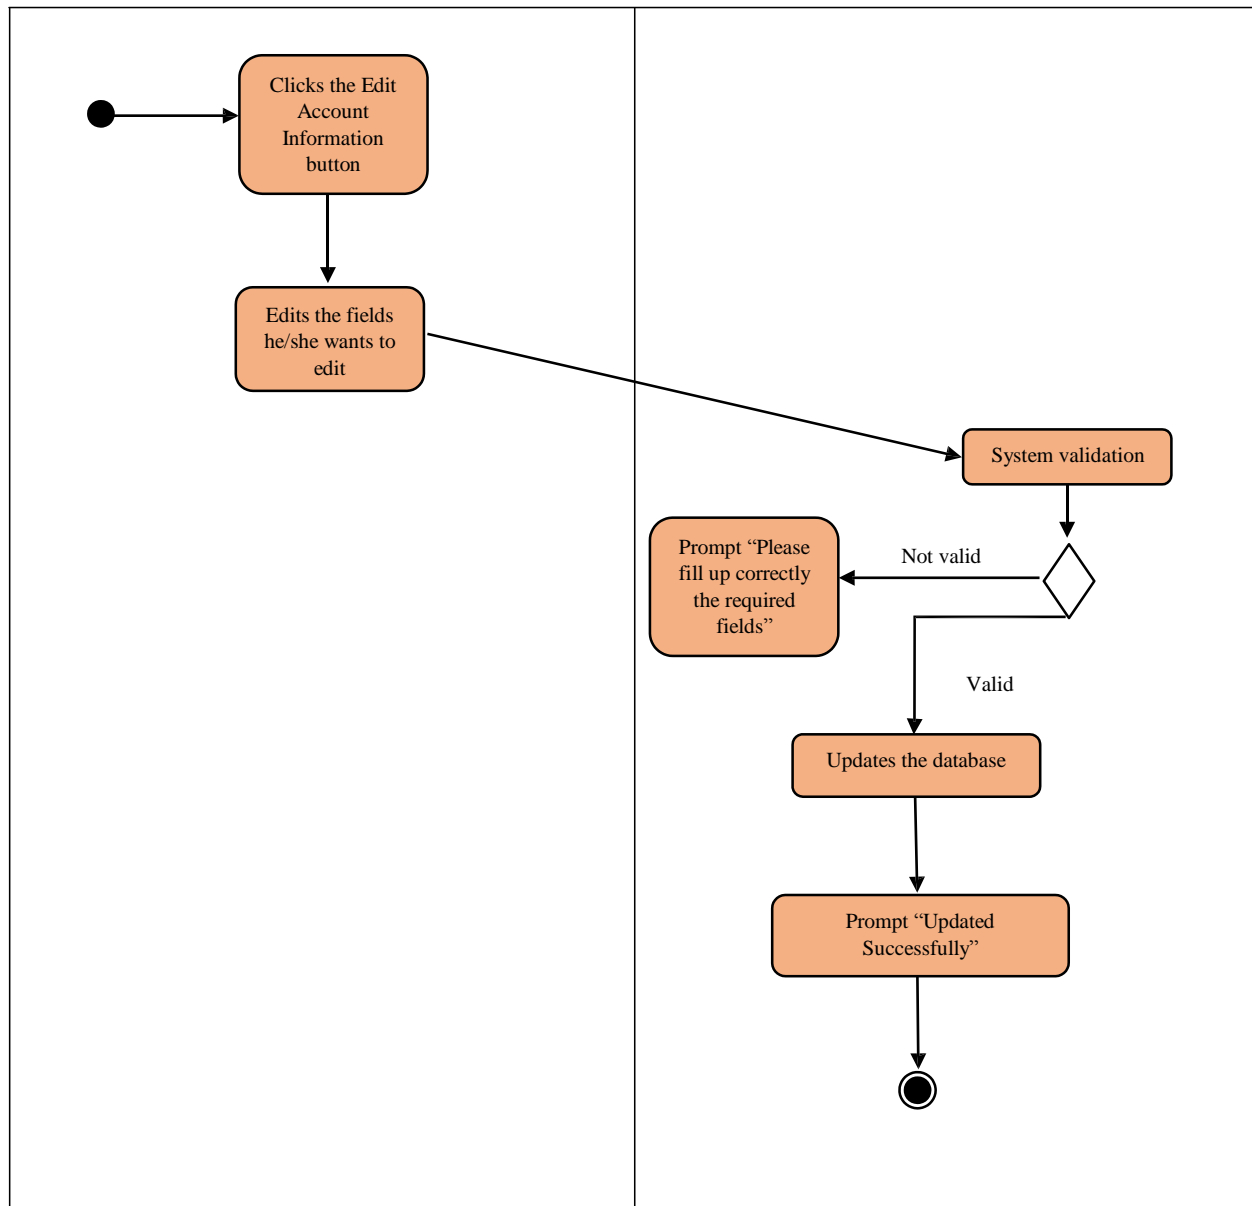 Clicks the Edit
Account
Information
button
Edits the fields
he/she wants to
edit
System validation
Prompt “Please
fill up correctly
the required
fields”
Not valid
Valid
Updates the database
Prompt “Updated
Successfully”